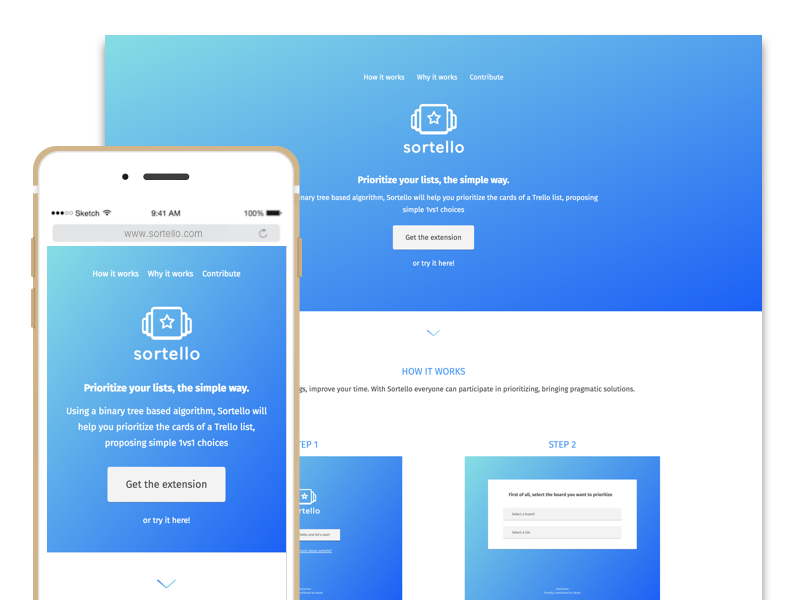 How it works Why it works Contribute
sortello
Prioritize your lists, the simple way.
tree based algorithm, Sortello will help you prioritize the cards of a Trello list, proposing
simple 1vs1 choices
Get the extension
or try it here!
HOW IT WORKS
improve your time. With Sortello everyone can participate in prioritizing, bringing pragmatic solutions.
1
STEP 2
First of all, select the board you want to prioritize
Select a board
Select a list
Sketch 9:41 AM 100%
www.sortello.com
How it works Why it works Contribute
sortello
Prioritize your lists, the simple way.
Using a binary tree based algorithm, Sortello will
help you prioritize the cards of a Trello list,
proposing simple 1vs1 choices
Get the extension
or try it here!